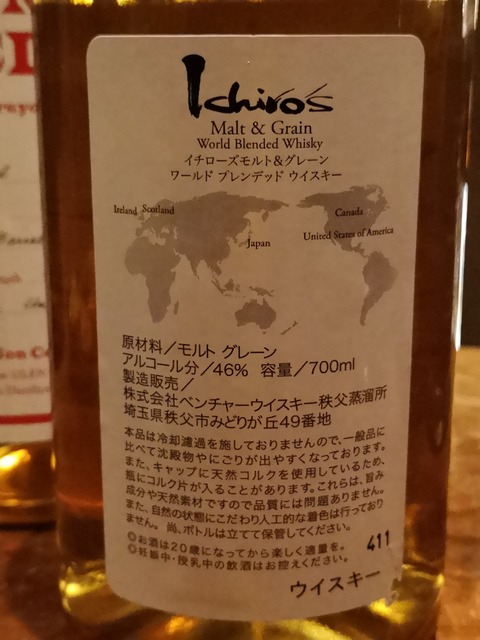 Ichiro's
Malt & Grain
World Blended Whisky
イチローズモルト&グレーン
ワールド ブレンデッド ウイスキー
Ireland Scotland
Canada
Japan
United States of America
原材料／モルト グレーン
アルコール分／46% 容量／700ml
製造販売／
株式会社ベンチャーウイスキー秩父蒸溜所
埼玉県秩父市みどりが丘49番地
本品は冷却濾過を施しておりませんので、一般品に
比べて沈殿物やにごりが出やすくなっております。
また、キャップに天然コルクを使用しているため、
瓶にコルク片が入ることがあります。これらは、旨み
成分や天然素材ですので品質には問題ありません。
また、自然の状態にこだわり人工的な着色は行っており
ません。 尚、ボトルは立てて保管してください。
◎お酒は20歳になってから楽しく適量を。
◎妊娠中・授乳中の飲酒はお控えください。
411
ウイスキー